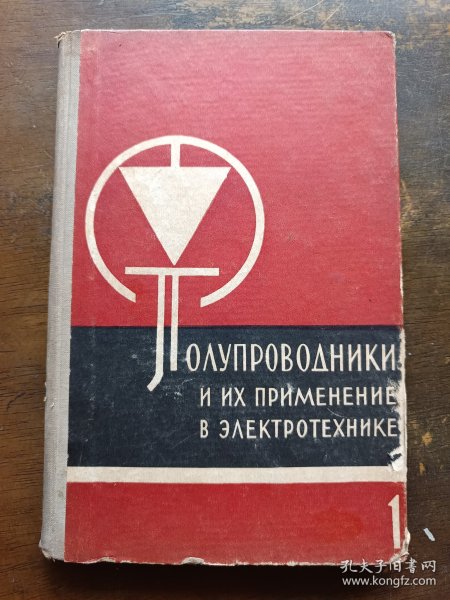 ПОЛУПРОВОДНИКИ
И ИХ ПРИМЕНЕНИЕ
В ЭЛЕКТРОТЕХНИКЕ
1
孔夫子旧书网
www.kongfz.com